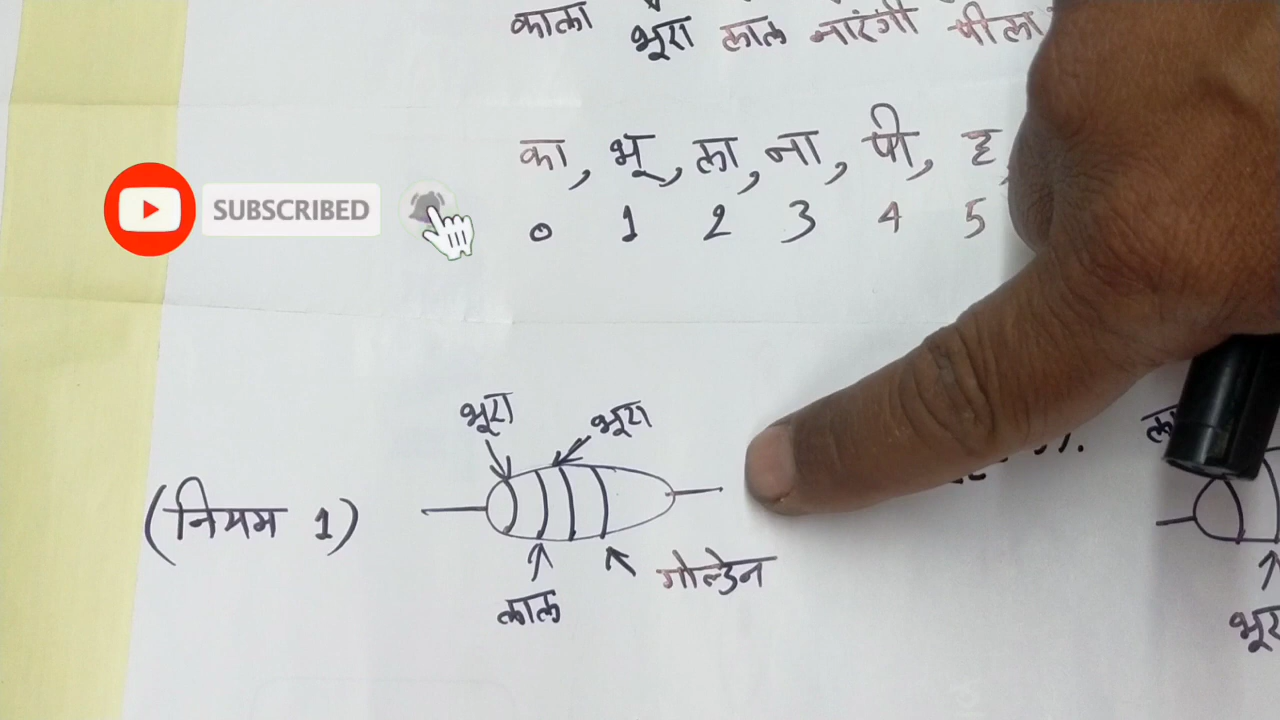 काला भूरा लाल नारंगी पीला
का, भू, ला, ना, पी, ह,
SUBSCRIBED
0 1 2 3 4 5
भूरा भूरा
(नियम 1)
गोल्डेन
लाल
भूर